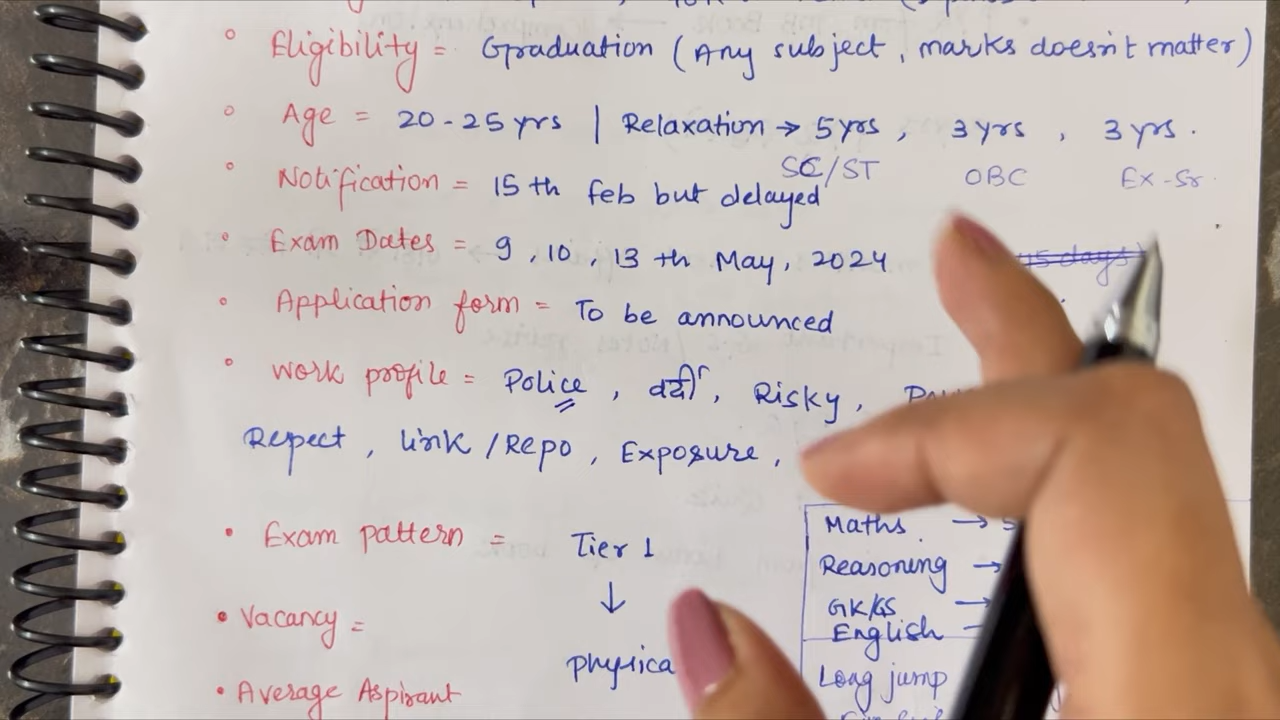 Eligibility = Graduation (Any subject, marks doesn't matter)
Age = 20-25 yrs | Relaxation → 5 yrs, 3 yrs, 3 yrs.
SC/ST OBC Ex-Sr
Notification = 15 th feb but delayed
Exam Dates = 9, 10, 13 th May, 2024 45 days)
Application form = To be announced
Work profile = Police, वर्दी, Risky,
Repect, link/Repo, Exposure,
Exam pattern = Tier 1
↓
Maths →
Reasoning →
GK/GS →
English →
Vacancy =
physica
Long jump
Average Aspirant